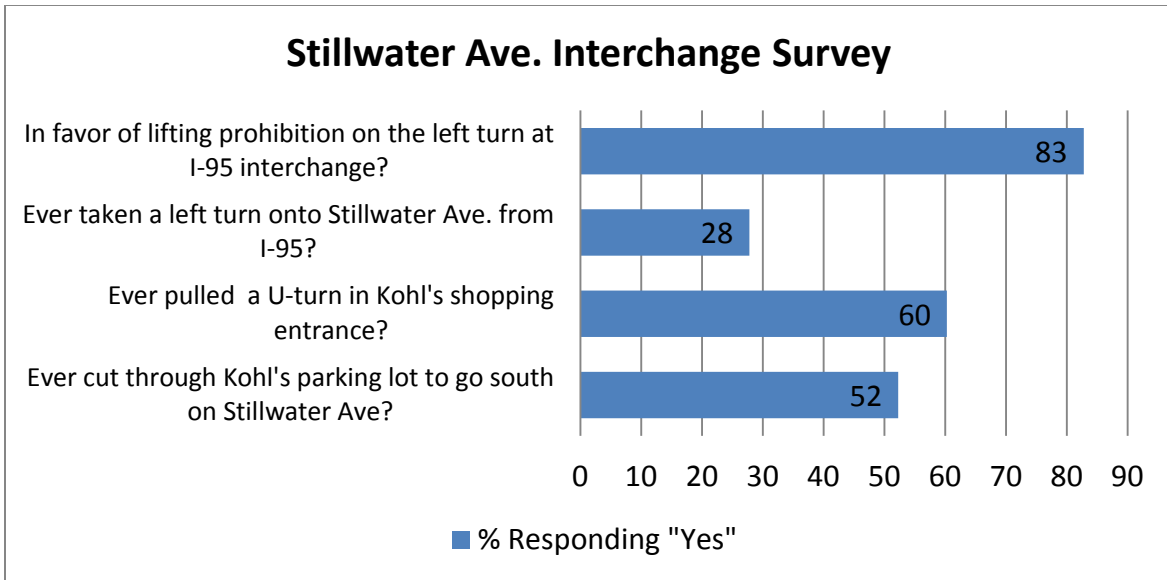 Stillwater Ave. Interchange Survey
In favor of lifting prohibition on the left turn at
I-95 interchange?
83
Ever taken a left turn onto Stillwater Ave. from
I-95?
28
Ever pulled  a U-turn in Kohl's shopping
entrance?
60
Ever cut through Kohl's parking lot to go south
on Stillwater Ave?
52
0 10 20 30 40 50 60 70 80 90
% Responding "Yes"